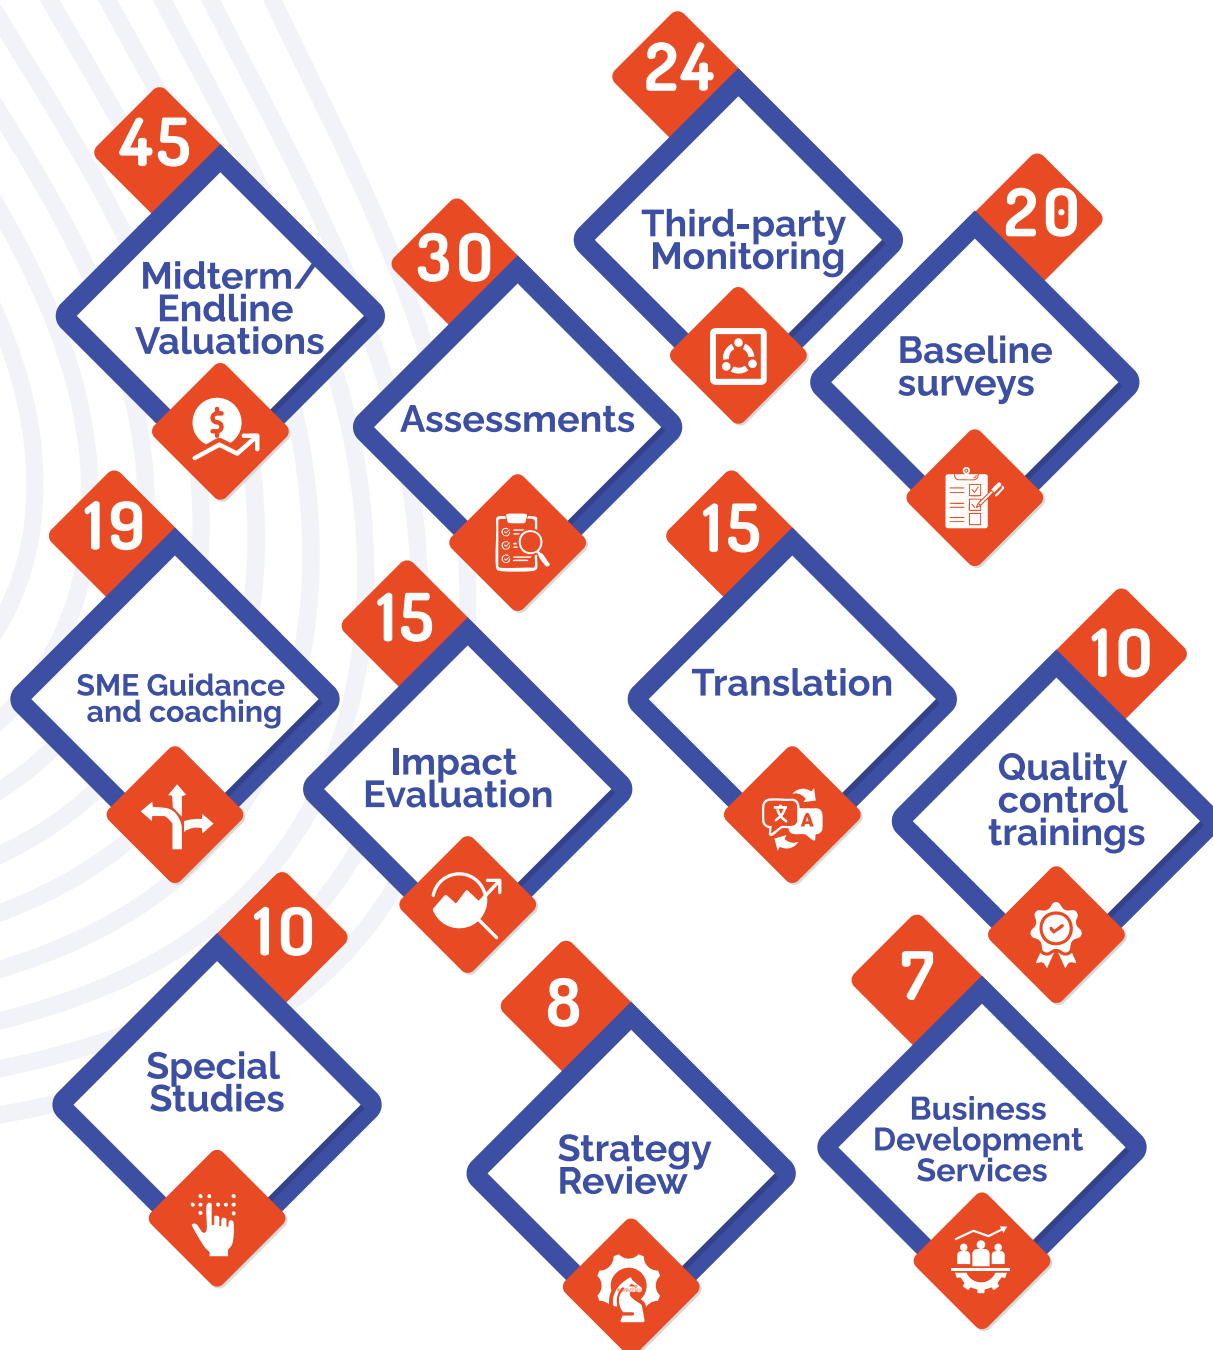 45
Midterm/
Endline
Valuations
30
Assessments
24
Third-party
Monitoring
20
Baseline
surveys
19
SME Guidance
and coaching
15
Impact
Evaluation
15
Translation
10
Quality
control
trainings
10
Special
Studies
8
Strategy
Review
7
Business
Development
Services
$
文
A